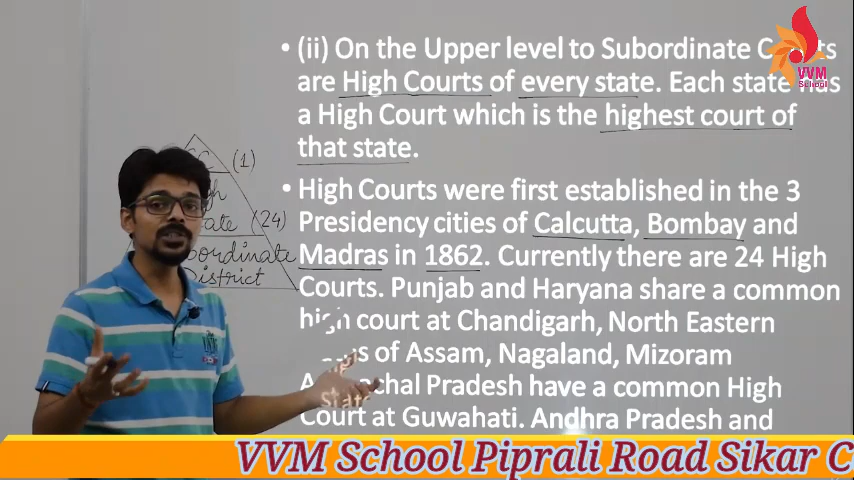 • (ii) On the Upper level to Subordinate
are High Courts of every state. Each state has
a High Court which is the highest court of
that state.
• High Courts were first established in the 3
Presidency cities of Calcutta, Bombay and
Madras in 1862. Currently there are 24 High
Courts. Punjab and Haryana share a common
high court at Chandigarh, North Eastern
of Assam, Nagaland, Mizoram
Pradesh have a common High
Court at Guwahati. Andhra Pradesh and
SC (1)
(24)
District
VVM
School
VVM School Piprali Road Sikar C